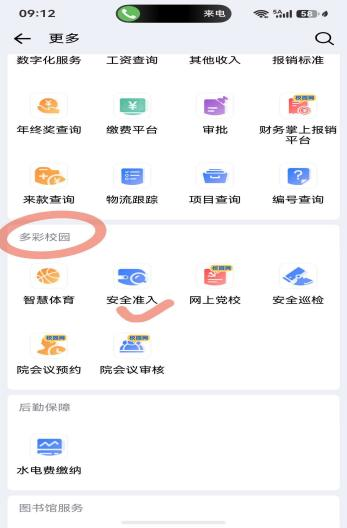 09:12 来电 5A 58
更多
数字化服务 工资查询 其他收入 报销标准
校园网
年终奖查询 缴费平台 审批 财务掌上报销平台
来款查询 物流跟踪 项目查询 编号查询
多彩校园
校园网
智慧体育 安全准入 网上党校 安全巡检
校园网 校园网
院会议预约 院会议审核
后勤保障
水电费缴纳
图书馆服务